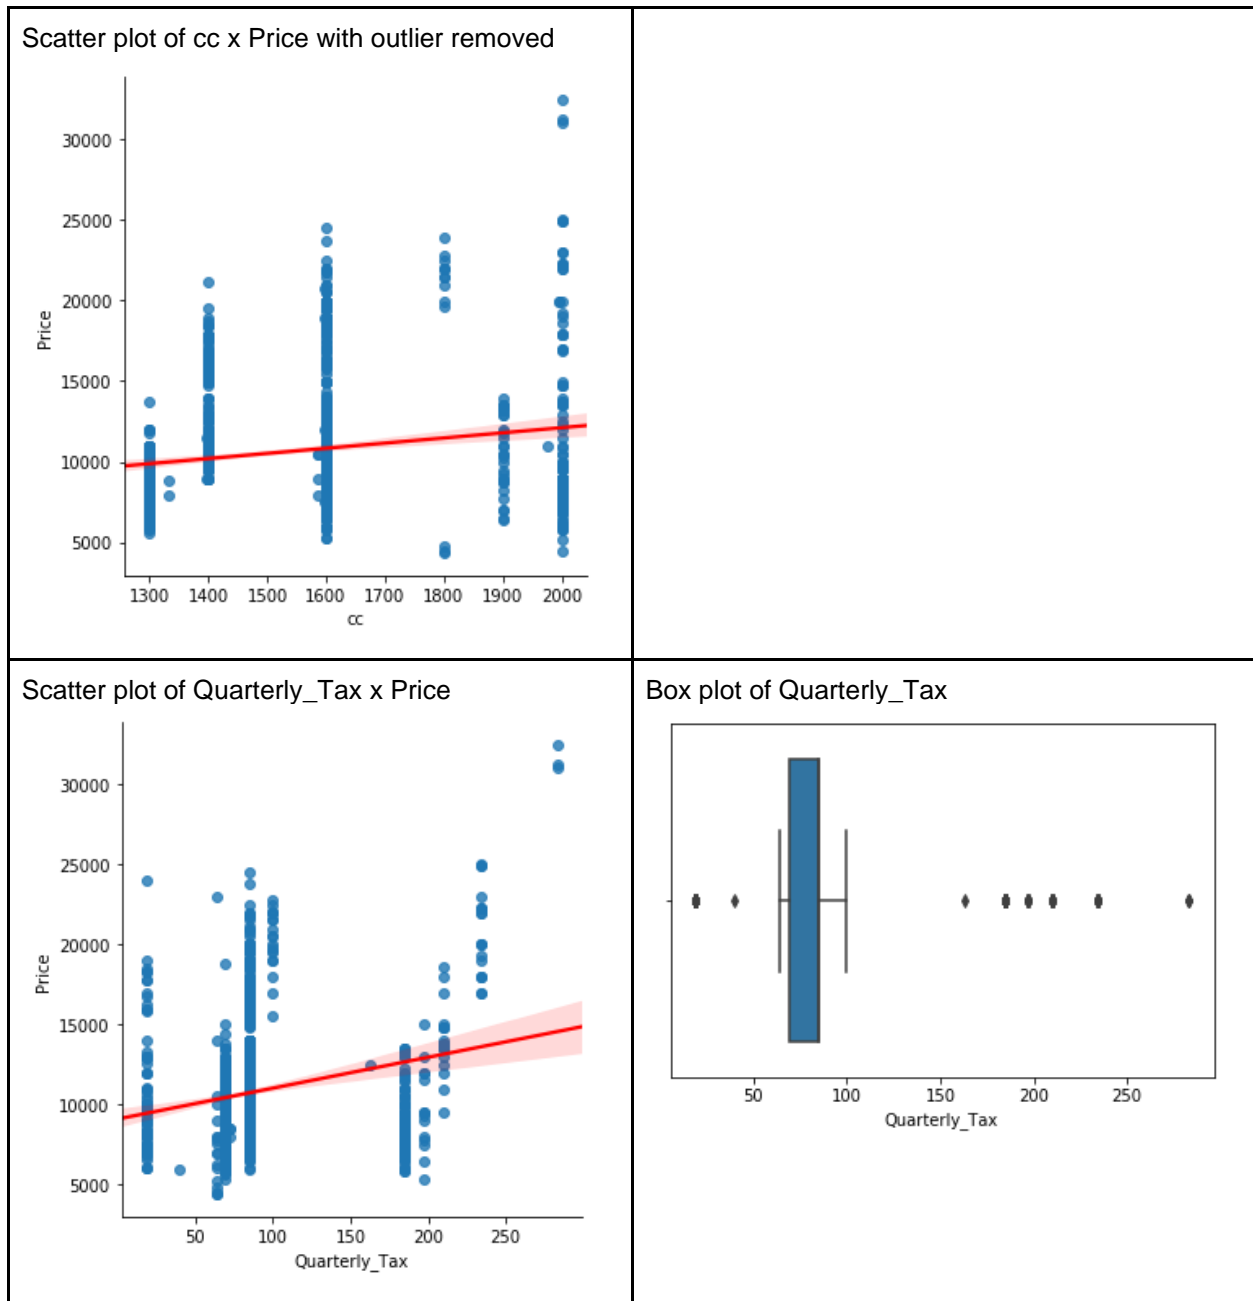 Scatter plot of cc x Price with outlier removed
30000
25000
20000
15000
10000
5000
Price
1300 1400 1500 1600 1700 1800 1900 2000
cc
Scatter plot of Quarterly_Tax x Price
30000
25000
20000
15000
10000
5000
Price
50 100 150 200 250
Quarterly_Tax
Box plot of Quarterly_Tax
50 100 150 200 250
Quarterly_Tax